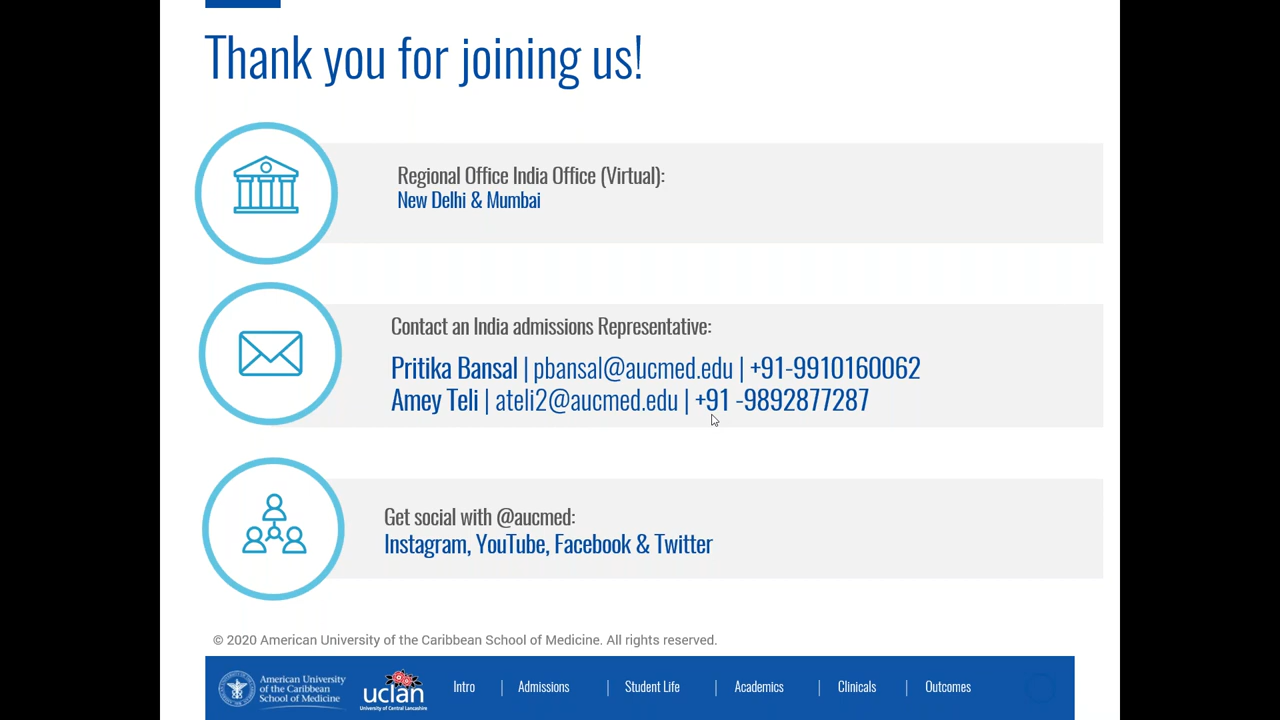 Thank you for joining us!
Regional Office India Office (Virtual):
New Delhi & Mumbai
Contact an India admissions Representative:
Pritika Bansal | pbansal@aucmed.edu | +91-9910160062
Amey Teli | ateli2@aucmed.edu | +91 -9892877287
Get social with @aucmed:
Instagram, YouTube, Facebook & Twitter
© 2020 American University of the Caribbean School of Medicine. All rights reserved.
American University
of the Caribbean
School of Medicine
uclan
University of Central Lancashire
Intro | Admissions | Student Life | Academics | Clinicals | Outcomes